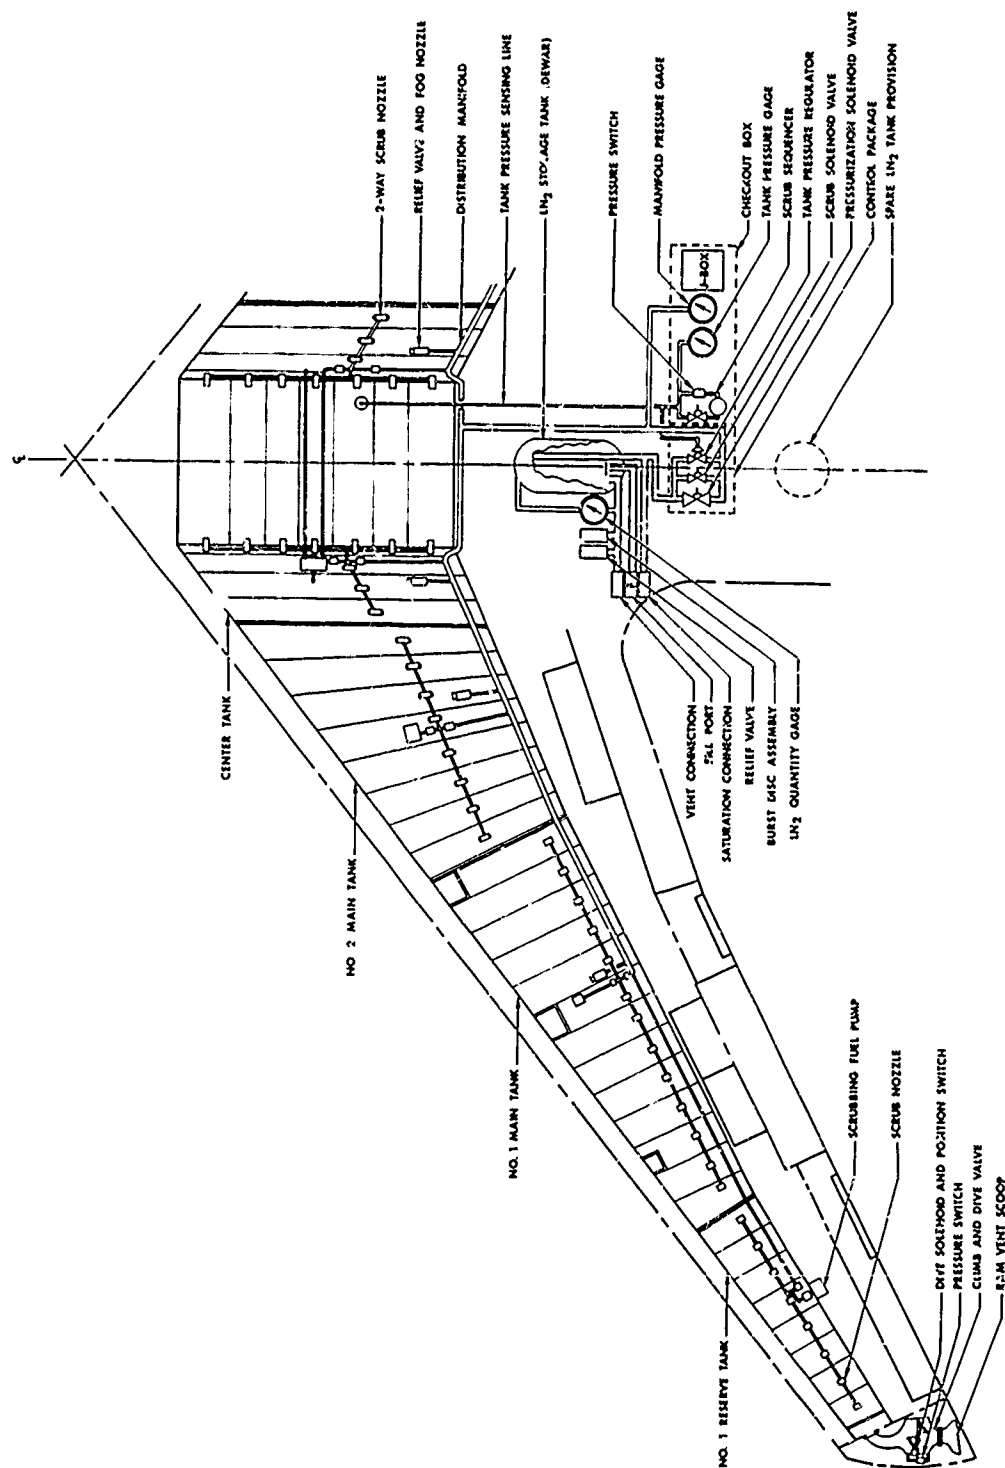 ℄
2-WAY SCRUB NOZZLE
RELIEF VALVE AND FOG NOZZLE
DISTRIBUTION MANIFOLD
TANK PRESSURE SENSING LINE
LN₂ STORAGE TANK (DEWAR)
PRESSURE SWITCH
MANIFOLD PRESSURE GAGE
CHECKOUT BOX
TANK PRESSURE GAGE
SCRUB SEQUENCER
TANK PRESSURE REGULATOR
SCRUB SOLENOID VALVE
PRESSURIZATION SOLENOID VALVE
CONTROL PACKAGE
SPARE LN₂ TANK PROVISION
J-BOX
CENTER TANK
NO 2 MAIN TANK
NO. 1 MAIN TANK
NO. 1 RESERVE TANK
VENT CONNECTION
FILL PORT
SATURATION CONNECTION
RELIEF VALVE
BURST DISC ASSEMBLY
LN₂ QUANTITY GAGE
SCRUBBING FUEL PUMP
SCRUB NOZZLE
DIVE SOLENOID AND POSITION SWITCH
PRESSURE SWITCH
CLIMB AND DIVE VALVE
RAM VENT SCOOP